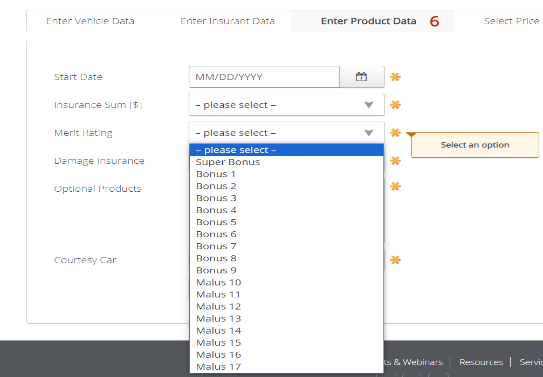 Enter Vehicle Data Enter Insurant Data Enter Product Data 6 Select Price
Start Date MM/DD/YYYY
Insurance Sum [$] – please select –
Merit Rating – please select –
Select an option
– please select –
Damage Insurance
Super Bonus
Bonus 1
Optional Products
Bonus 2
Bonus 3
Bonus 4
Bonus 5
Bonus 6
Bonus 7
Courtesy Car
Bonus 8
Bonus 9
Malus 10
Malus 11
Malus 12
Malus 13
Malus 14
Malus 15
Malus 16
Malus 17
ts & Webinars | Resources | Servic